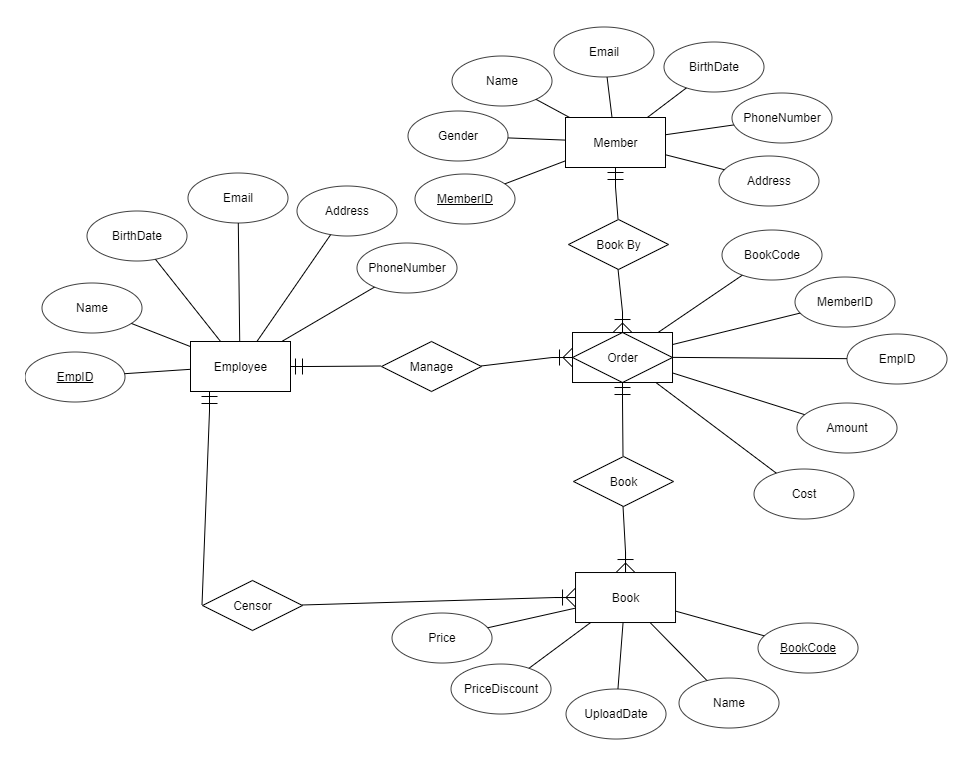 Email
BirthDate
Name
PhoneNumber
Gender
Member
Address
MemberID
Email
Address
BirthDate
Book By
BookCode
PhoneNumber
Name
MemberID
EmpID
Employee
Manage
Order
EmpID
Amount
Book
Cost
Censor
Book
Price
BookCode
PriceDiscount
UploadDate
Name